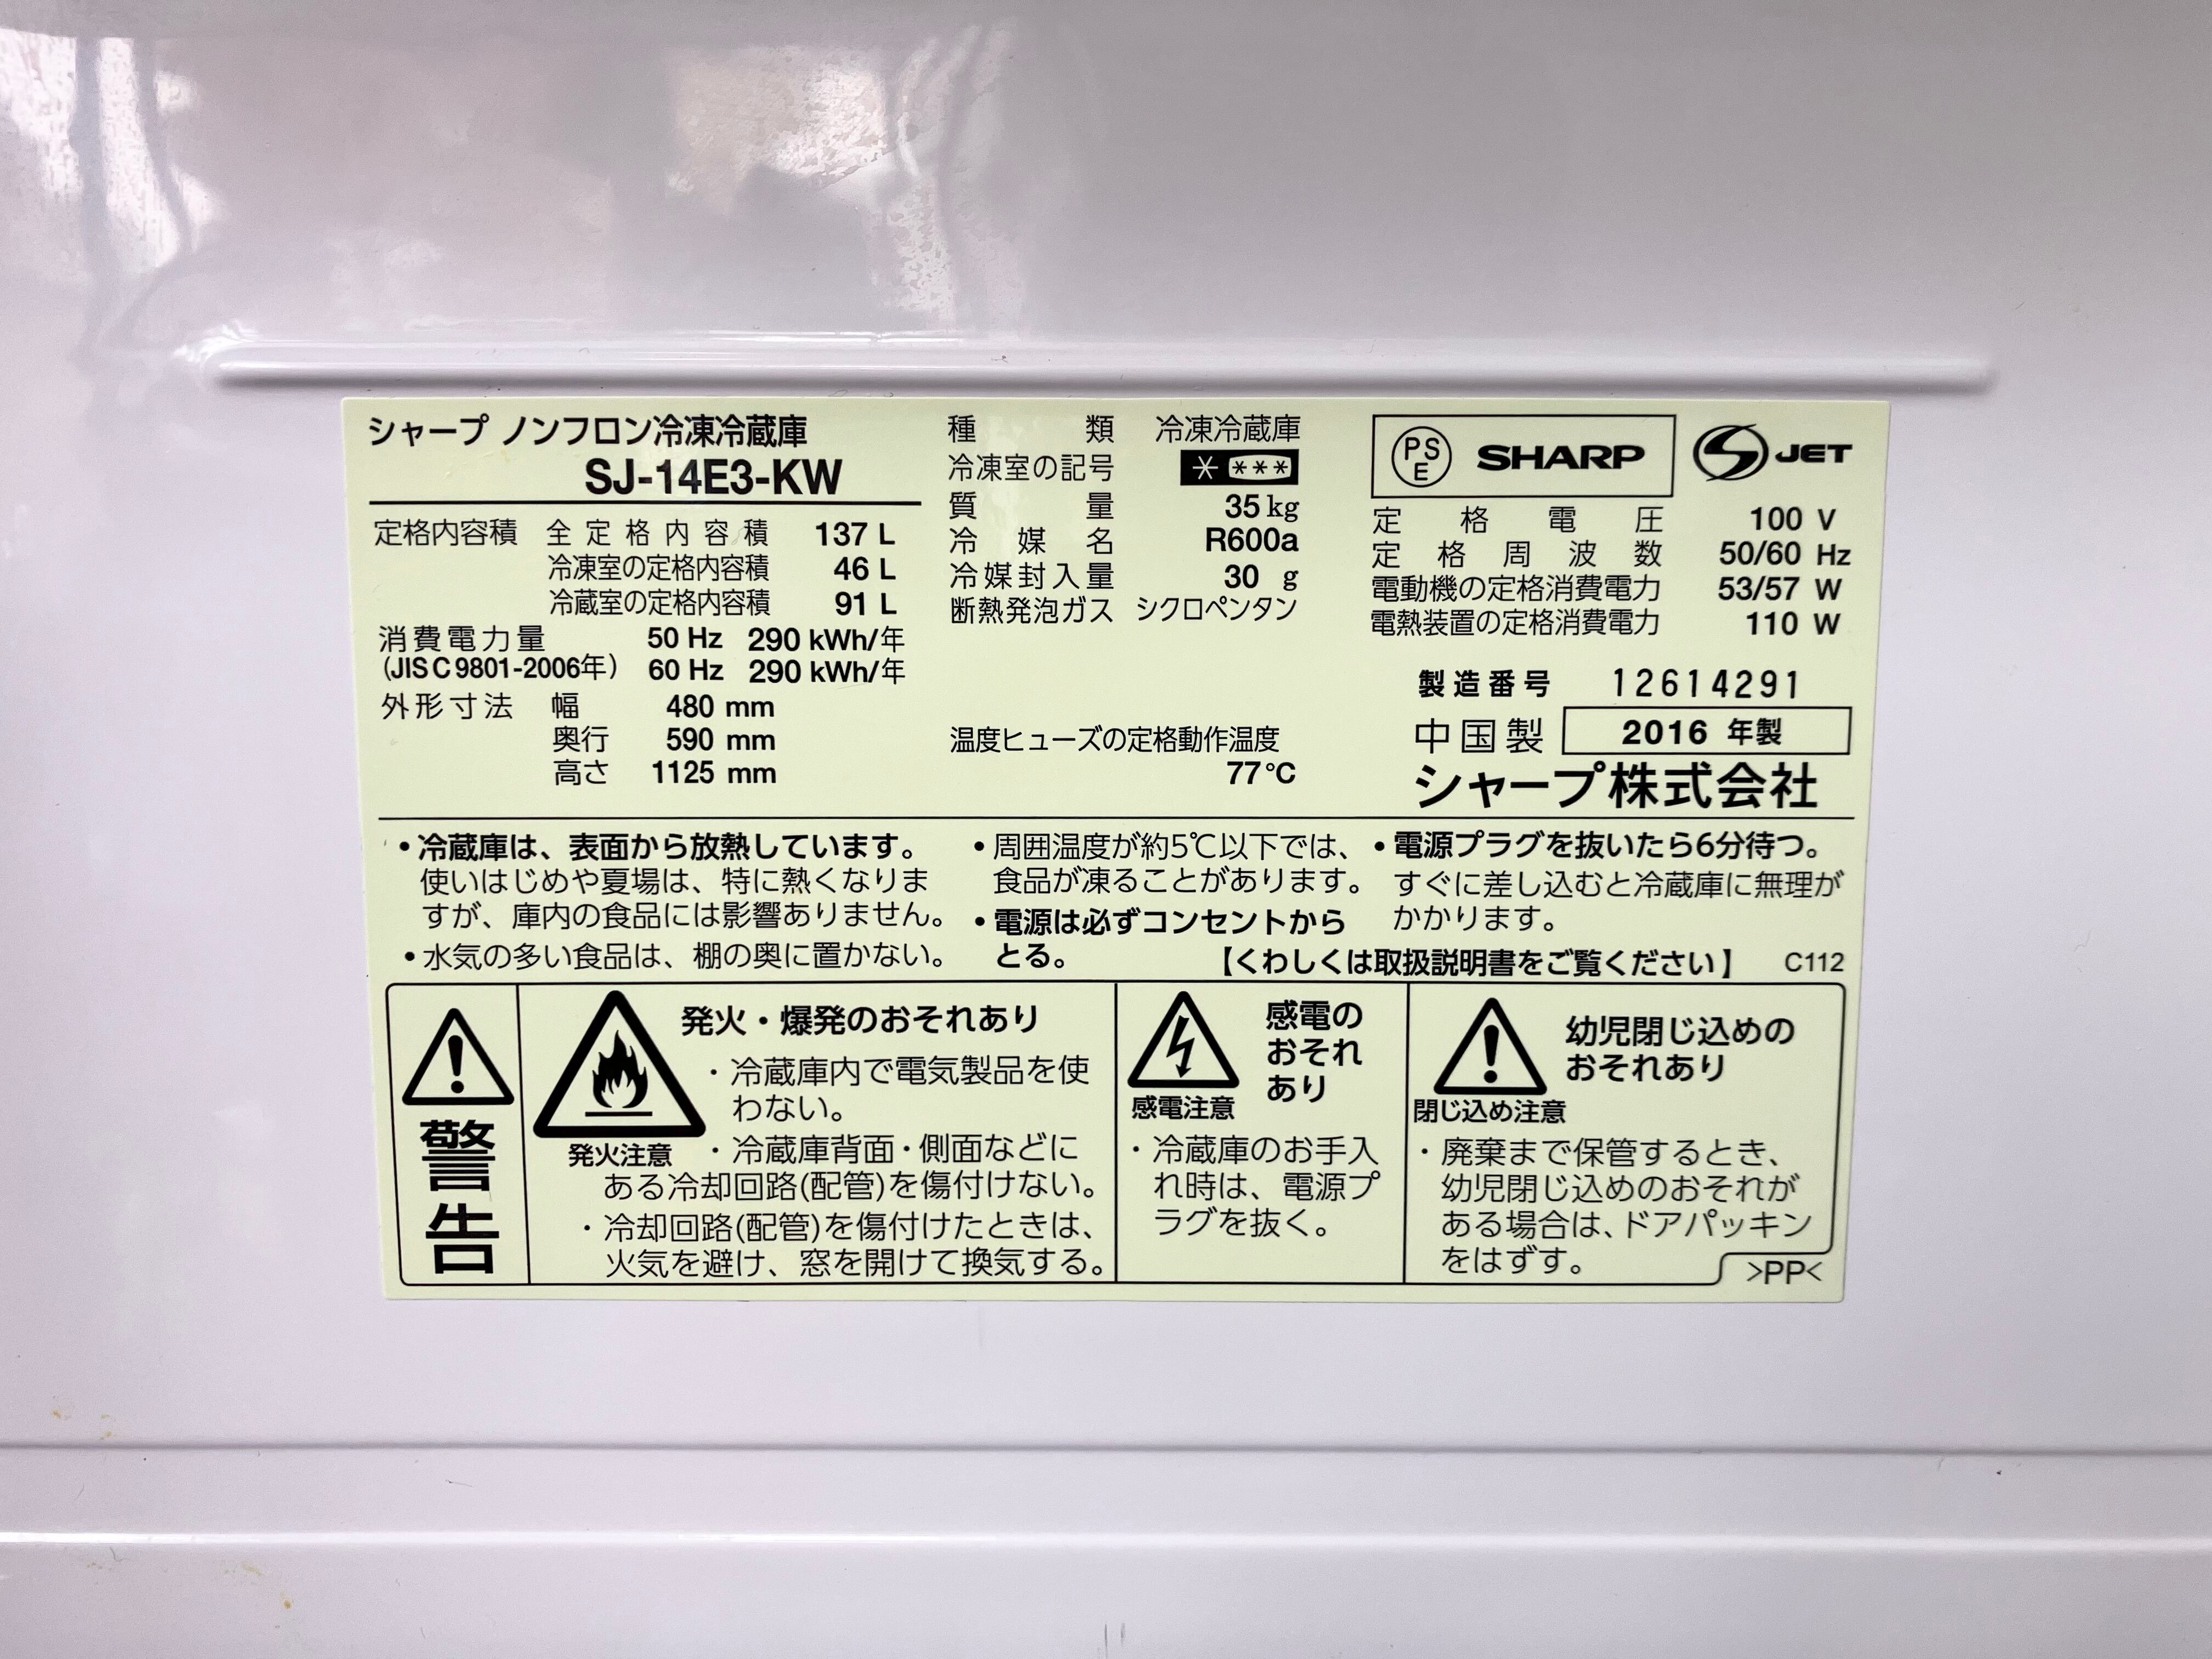 シャープ ノンフロン冷凍冷蔵庫
SJ-14E3-KW
定格内容積 全定格内容積 137 L
冷凍室の定格内容積 46 L
冷蔵室の定格内容積 91 L
消費電力量 50 Hz 290 kWh/年
(JIS C 9801-2006年) 60 Hz 290 kWh/年
外形寸法 幅 480 mm
奥行 590 mm
高さ 1125 mm
種類 冷凍冷蔵庫
冷凍室の記号 * ***
質量 35 kg
冷媒名 R600a
冷媒封入量 30 g
断熱発泡ガス シクロペンタン
温度ヒューズの定格動作温度
77℃
PS E SHARP S JET
定格電圧 100 V
定格周波数 50/60 Hz
電動機の定格消費電力 53/57 W
電熱装置の定格消費電力 110 W
製造番号 12614291
中国製 2016 年製
シャープ株式会社
・冷蔵庫は、表面から放熱しています。
使いはじめや夏場は、特に熱くなりま
すが、庫内の食品には影響ありません。
・水気の多い食品は、棚の奥に置かない。
・周囲温度が約5℃以下では、
食品が凍ることがあります。
・電源は必ずコンセントから
とる。
・電源プラグを抜いたら6分待つ。
すぐに差し込むと冷蔵庫に無理が
かかります。
【くわしくは取扱説明書をご覧ください】 C112
警告
発火注意
発火・爆発のおそれあり
・冷蔵庫内で電気製品を使
わない。
・冷蔵庫背面・側面などに
ある冷却回路(配管)を傷付けない。
・冷却回路(配管)を傷付けたときは、
火気を避け、窓を開けて換気する。
感電注意
感電の
おそれ
あり
・冷蔵庫のお手入
れ時は、電源プ
ラグを抜く。
閉じ込め注意
幼児閉じ込めの
おそれあり
・廃棄まで保管するとき、
幼児閉じ込めのおそれが
ある場合は、ドアパッキン
をはずす。
>PP<